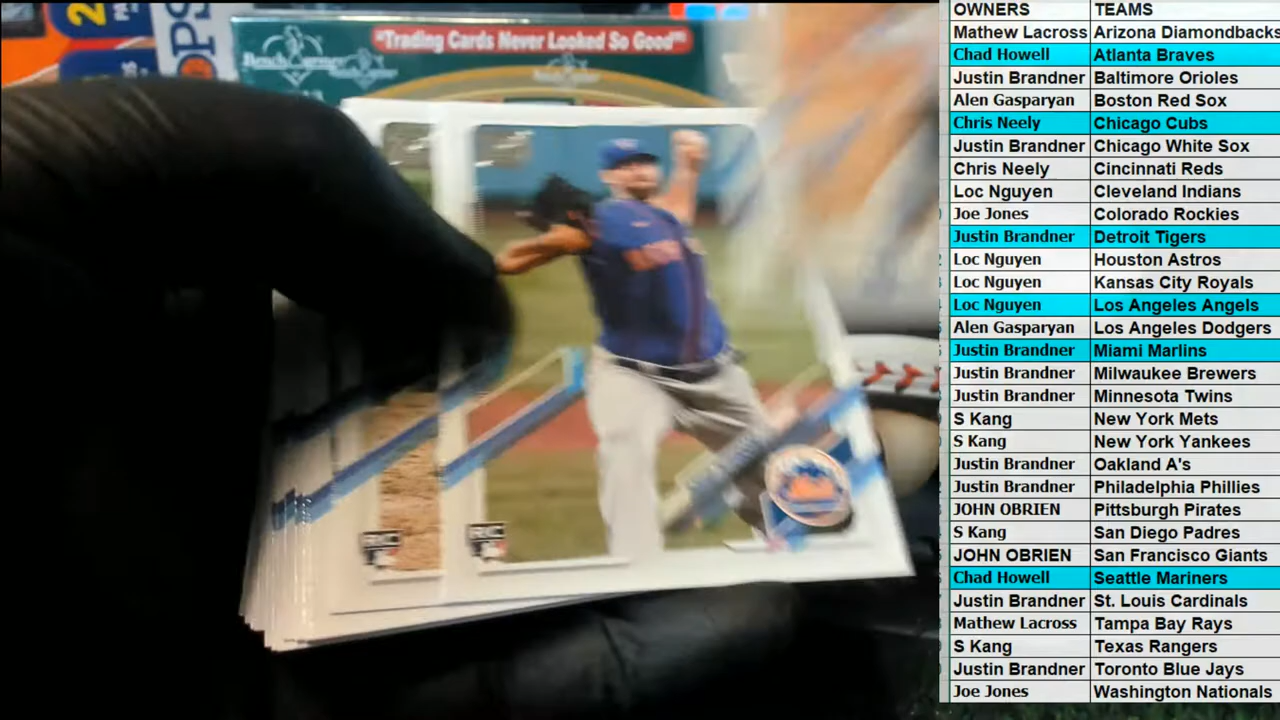 "Trading Cards Never Looked So Good"
BenchWarmer
OWNERS TEAMS
Mathew Lacross Arizona Diamondbacks
Chad Howell Atlanta Braves
Justin Brandner Baltimore Orioles
Alen Gasparyan Boston Red Sox
Chris Neely Chicago Cubs
Justin Brandner Chicago White Sox
Chris Neely Cincinnati Reds
Loc Nguyen Cleveland Indians
Joe Jones Colorado Rockies
Justin Brandner Detroit Tigers
Loc Nguyen Houston Astros
Loc Nguyen Kansas City Royals
Loc Nguyen Los Angeles Angels
Alen Gasparyan Los Angeles Dodgers
Justin Brandner Miami Marlins
Justin Brandner Milwaukee Brewers
Justin Brandner Minnesota Twins
S Kang New York Mets
S Kang New York Yankees
Justin Brandner Oakland A's
Justin Brandner Philadelphia Phillies
JOHN OBRIEN Pittsburgh Pirates
S Kang San Diego Padres
JOHN OBRIEN San Francisco Giants
Chad Howell Seattle Mariners
Justin Brandner St. Louis Cardinals
Mathew Lacross Tampa Bay Rays
S Kang Texas Rangers
Justin Brandner Toronto Blue Jays
Joe Jones Washington Nationals
RC
RC